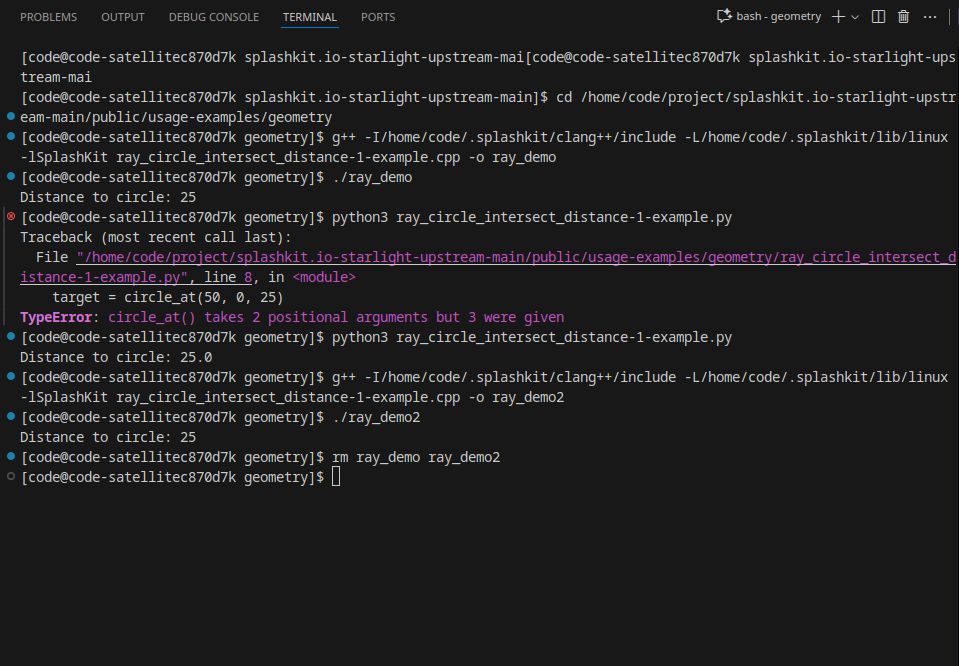 PROBLEMS OUTPUT DEBUG CONSOLE TERMINAL PORTS bash - geometry
[code@code-satellitec870d7k splashkit.io-starlight-upstream-mai[code@code-satellitec870d7k splashkit.io-starlight-ups
tream-mai
[code@code-satellitec870d7k splashkit.io-starlight-upstream-main]$ cd /home/code/project/splashkit.io-starlight-upstr
eam-main/public/usage-examples/geometry
[code@code-satellitec870d7k geometry]$ g++ -I/home/code/.splashkit/clang++/include -L/home/code/.splashkit/lib/linux
-lSplashKit ray_circle_intersect_distance-1-example.cpp -o ray_demo
[code@code-satellitec870d7k geometry]$ ./ray_demo
Distance to circle: 25
[code@code-satellitec870d7k geometry]$ python3 ray_circle_intersect_distance-1-example.py
Traceback (most recent call last):
File "/home/code/project/splashkit.io-starlight-upstream-main/public/usage-examples/geometry/ray_circle_intersect_d
istance-1-example.py", line 8, in <module>
target = circle_at(50, 0, 25)
TypeError: circle_at() takes 2 positional arguments but 3 were given
[code@code-satellitec870d7k geometry]$ python3 ray_circle_intersect_distance-1-example.py
Distance to circle: 25.0
[code@code-satellitec870d7k geometry]$ g++ -I/home/code/.splashkit/clang++/include -L/home/code/.splashkit/lib/linux
-lSplashKit ray_circle_intersect_distance-1-example.cpp -o ray_demo2
[code@code-satellitec870d7k geometry]$ ./ray_demo2
Distance to circle: 25
[code@code-satellitec870d7k geometry]$ rm ray_demo ray_demo2
[code@code-satellitec870d7k geometry]$